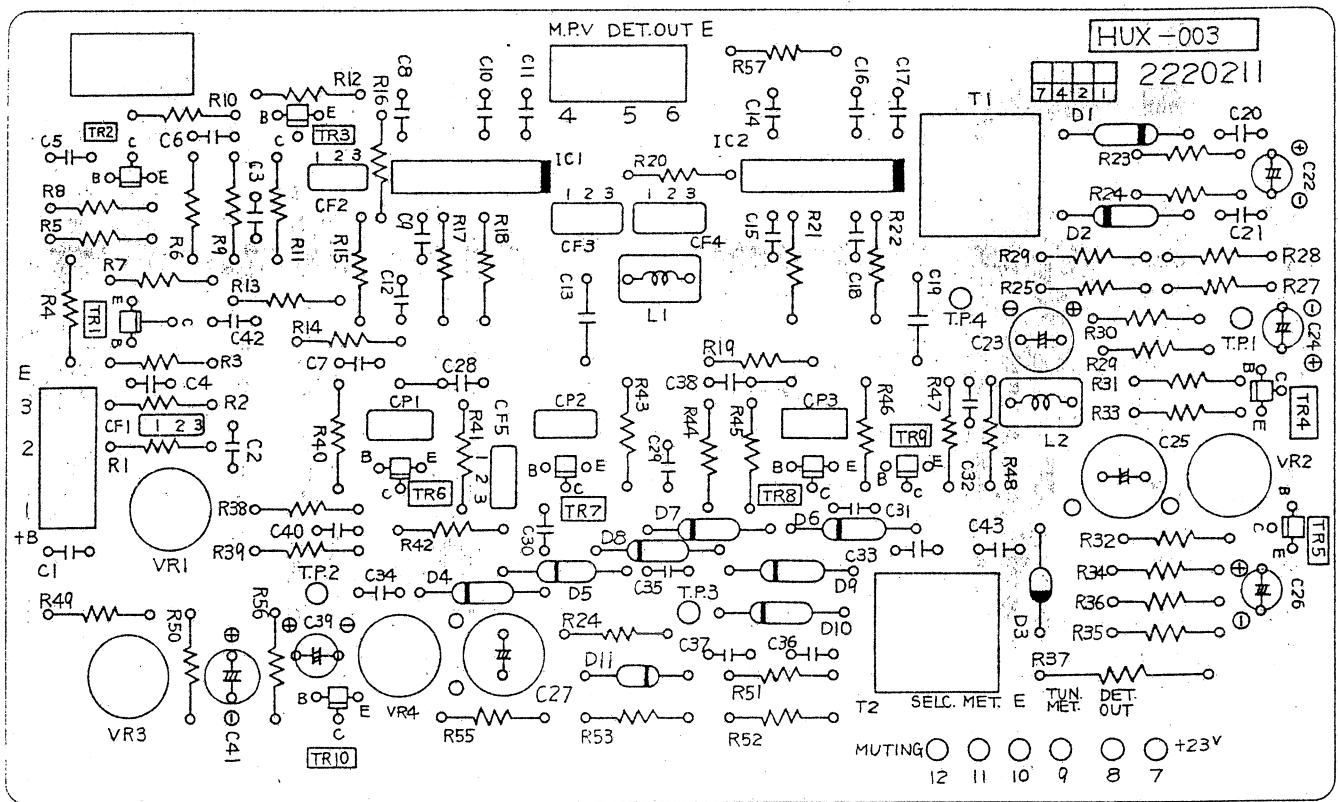 M.P.V DET.OUT E
HUX-003
2220211
7 4 2 1
R12
R16
C8
C10
C11
R57
C16
C17
R10
B E
C
TR3
TR2
C6
C5
4 5 6
C14
T1
D1
C20
R23
C22
⊕
⊖
C
B E
1 2 3
CF2
IC1
R20
IC2
R24
R8
C3
1 2 3
CF3
1 2 3
CF4
D2
C21
R5
R6
R9
R11
R15
C9
R17
R18
C15
R21
C18
R22
R29
R28
R7
R13
C12
C13
L1
C19
T.P.4
R25
R27
⊖ ⊕
R4
TR1
E
C
B
C42
R14
C23
R30
T.P.1
⊖
C24
⊕
R29
R3
C7
C28
R19
C38
R31
B
C
E
TR4
E
C4
3
R2
CF1
1 2 3
2
R1
C2
R40
CP1
R41
CF5
1 2 3
CP2
R43
R44
R45
CP3
R46
R47
L2
R33
C25
VR2
B E
C
TR6
B E
C
TR7
C29
B E
C
TR8
TR9
B E
C
C32
R48
1
+B
C1
VR1
R38
C40
R39
R42
C30
D7
D8
D6
C31
C33
C43
R32
B
C
E
TR5
T.P.2
C34
D4
D5
C35
D9
T.P.3
D10
R34
⊕
C26
⊖
R36
R35
D3
R49
R50
R56
⊕ C39 ⊖
R24
C37
C36
D11
R51
R37
⊕
⊖
C41
VR3
B E
C
TR10
VR4
C27
R55
R53
R52
T2
SELC. MET. E TUN. MET. DET. OUT
MUTING +23V
12 11 10 9 8 7